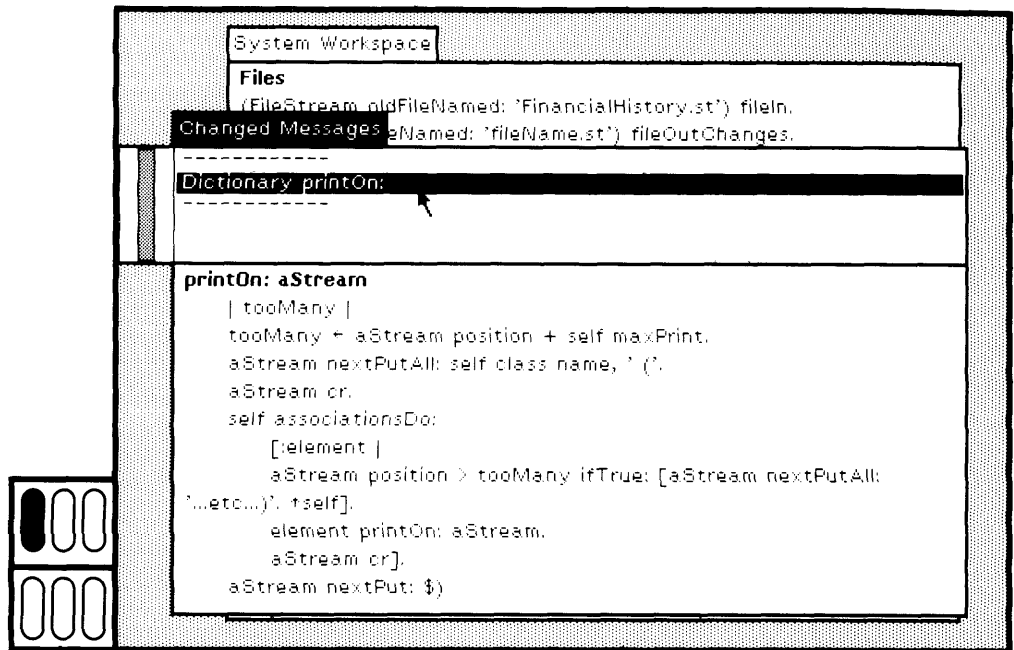 System Workspace
Files
(FileStream oldFileNamed: 'FinancialHistory.st') fileIn.
Changed Messages
eNamed: 'fileName.st') fileOutChanges.
------------
Dictionary printOn:
------------
printOn: aStream
| tooMany |
tooMany ← aStream position + self maxPrint.
aStream nextPutAll: self class name, ' ('.
aStream cr.
self associationsDo:
[:element |
aStream position > tooMany ifTrue: [aStream nextPutAll:
'...etc...)'. ↑self].
element printOn: aStream.
aStream cr].
aStream nextPut: $)